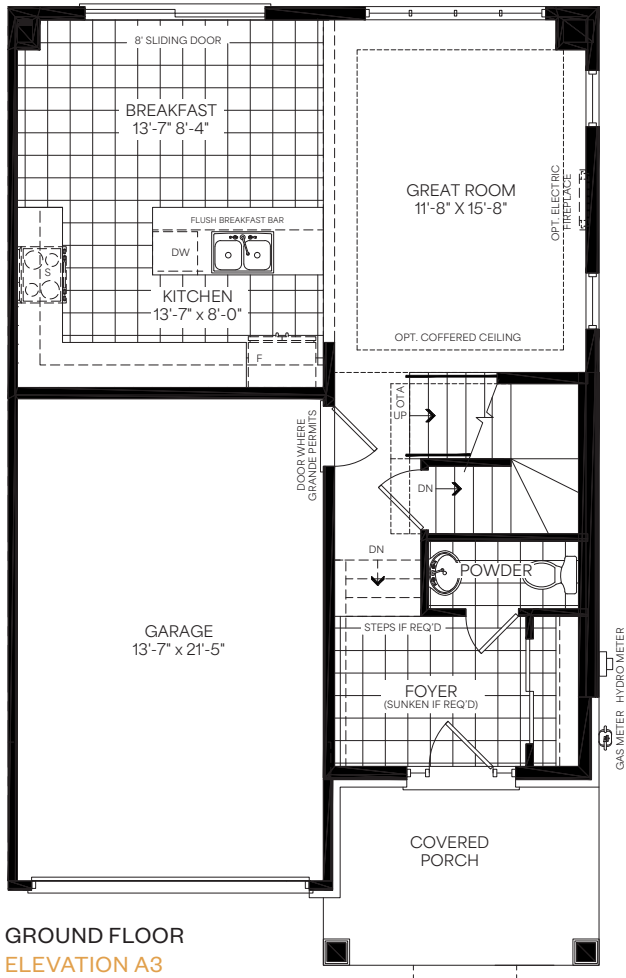 8' SLIDING DOOR
BREAKFAST
13'-7" 8'-4"
GREAT ROOM
11'-8" X 15'-8"
OPT. ELECTRIC
FIREPLACE
FLUSH BREAKFAST BAR
DW
S
KITCHEN
13'-7" x 8'-0"
F
OPT. COFFERED CEILING
OTA
UP
DOOR WHERE
GRANDE PERMITS
DN
DN
POWDER
GARAGE
13'-7" x 21'-5"
STEPS IF REQ'D
FOYER
(SUNKEN IF REQ'D)
GAS METER HYDRO METER
COVERED
PORCH
GROUND FLOOR
ELEVATION A3